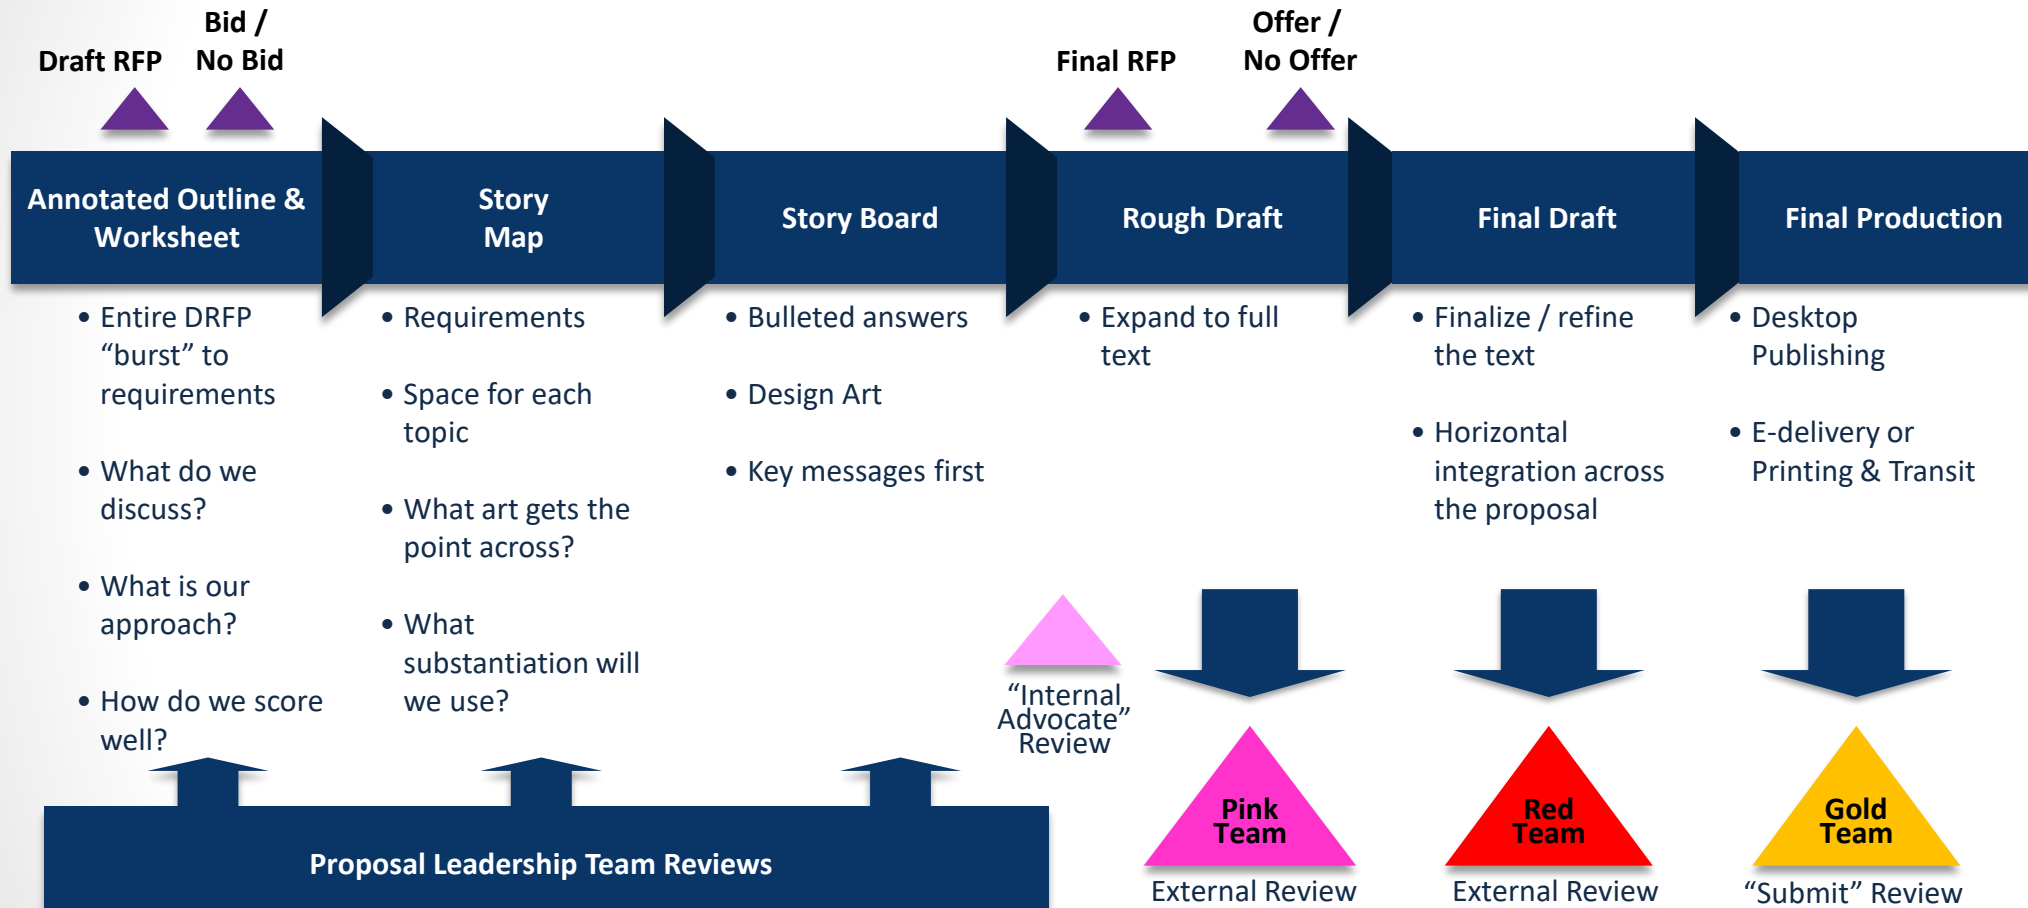 Draft RFP
Bid /
No Bid
Final RFP
Offer /
No Offer
Annotated Outline &
Worksheet
Story
Map
Story Board
Rough Draft
Final Draft
Final Production
• Entire DRFP
“burst” to
requirements
• What do we
discuss?
• What is our
approach?
• How do we score
well?
• Requirements
• Space for each
topic
• What art gets the
point across?
• What
substantiation will
we use?
• Bulleted answers
• Design Art
• Key messages first
• Expand to full
text
• Finalize / refine
the text
• Horizontal
integration across
the proposal
• Desktop
Publishing
• E-delivery or
Printing & Transit
“Internal
Advocate”
Review
Proposal Leadership Team Reviews
Pink
Team
External Review
Red
Team
External Review
Gold
Team
“Submit” Review